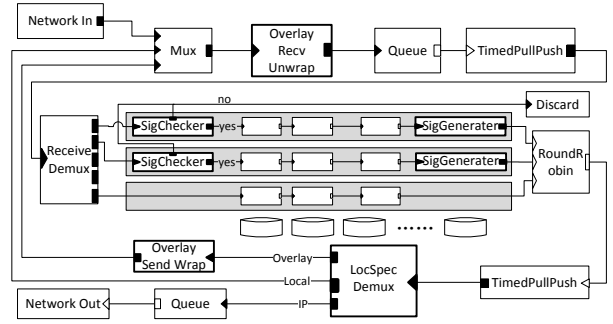 Network In
Mux
Overlay
Recv
Unwrap
Queue
TimedPullPush
no
Discard
SigChecker
yes
SigGenerater
Receive
Demux
SigChecker
yes
SigGenerater
RoundR
obin
......
Overlay
Send Wrap
Overlay
Local
IP
LocSpec
Demux
TimedPullPush
Network Out
Queue